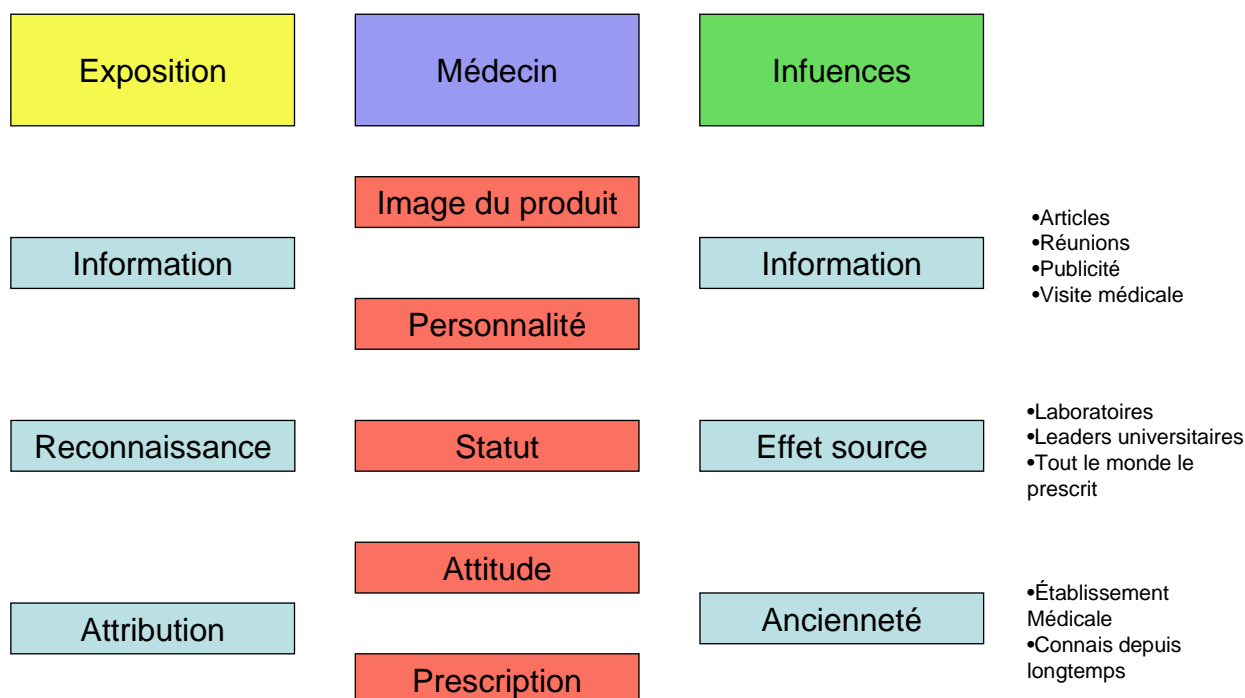 Exposition
Médecin
Infuences
Image du produit
Information
Information
•Articles
•Réunions
•Publicité
•Visite médicale
Personnalité
Reconnaissance
Statut
Effet source
•Laboratoires
•Leaders universitaires
•Tout le monde le
prescrit
Attitude
Attribution
Ancienneté
•Établissement
Médicale
•Connais depuis
longtemps
Prescription